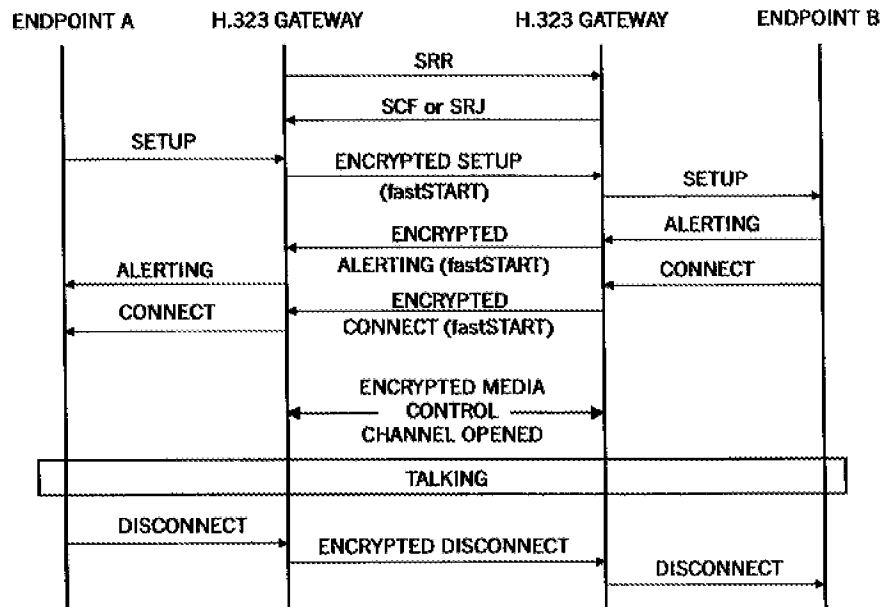 ENDPOINT A
H.323 GATEWAY
H.323 GATEWAY
ENDPOINT B
SRR
SCF or SRJ
SETUP
ENCRYPTED SETUP
(fastSTART)
SETUP
ALERTING
ENCRYPTED
ALERTING (fastSTART)
ALERTING
CONNECT
ENCRYPTED
CONNECT (fastSTART)
CONNECT
ENCRYPTED MEDIA
CONTROL
CHANNEL OPENED
TALKING
DISCONNECT
ENCRYPTED DISCONNECT
DISCONNECT